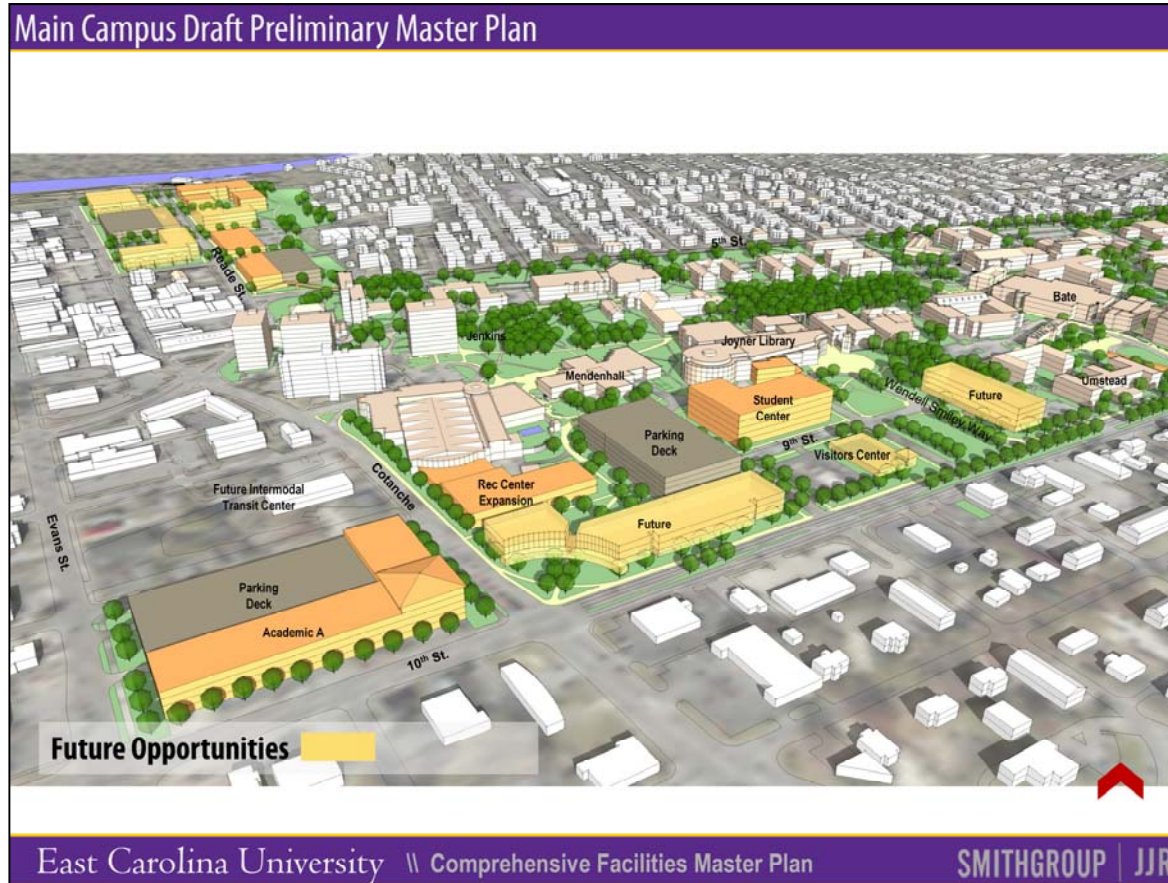 Main Campus Draft Preliminary Master Plan
5th St.
Reade St.
Bate
Jenkins
Joyner Library
Mendenhall
Umstead
Student
Center
Future
Wendell Smiley Way
Parking
Deck
9th St.
Visitors Center
Cotanche
Rec Center
Expansion
Future Intermodal
Transit Center
Future
Evans St.
Parking
Deck
Academic A
10th St.
Future Opportunities
East Carolina University \\ Comprehensive Facilities Master Plan
SMITHGROUP | JJR